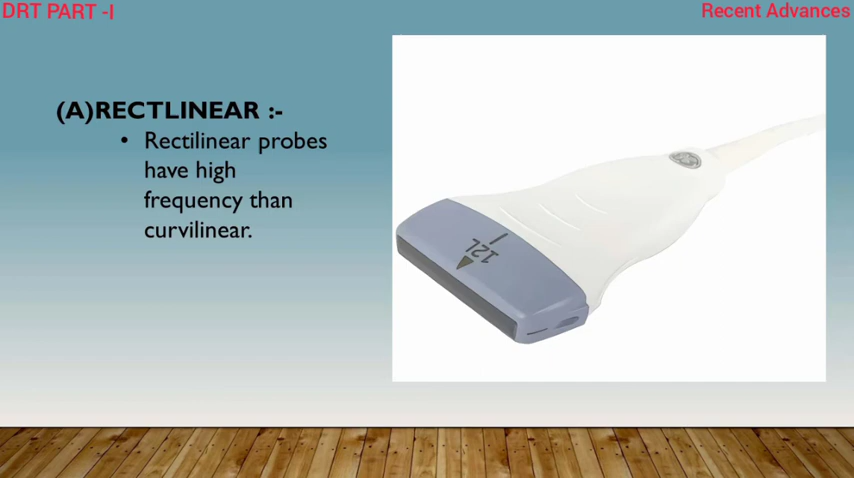 DRT PART -I
Recent Advances
(A)RECTLINEAR :-
• Rectilinear probes
have high
frequency than
curvilinear.
12L